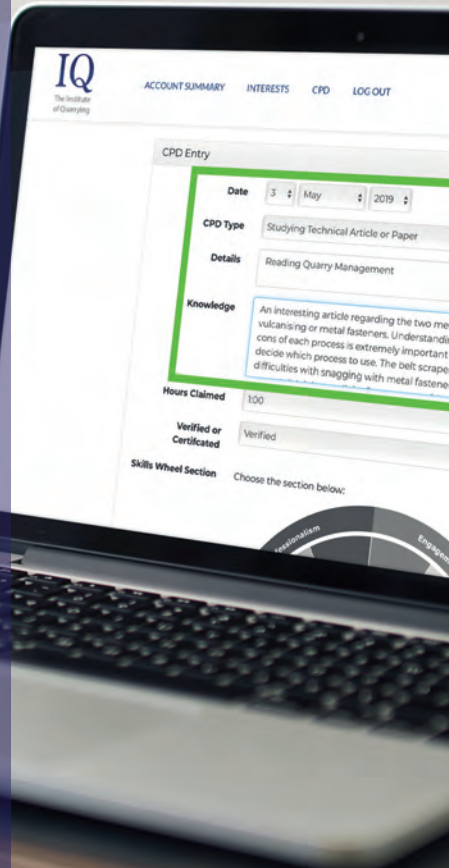 IQ
The Institute
of Quarrying
ACCOUNT SUMMARY INTERESTS CPD LOG OUT
CPD Entry
Date 3 May 2019
CPD Type Studying Technical Article or Paper
Details Reading Quarry Management
Knowledge An interesting article regarding the two me
vulcanising or metal fasteners. Understandin
cons of each process is extremely important
decide which process to use. The belt scrape
difficulties with snagging with metal fastene
Hours Claimed 1:00
Verified or
Certificated Verified
Skills Wheel Section Choose the section below:
ofessionalism Engagem